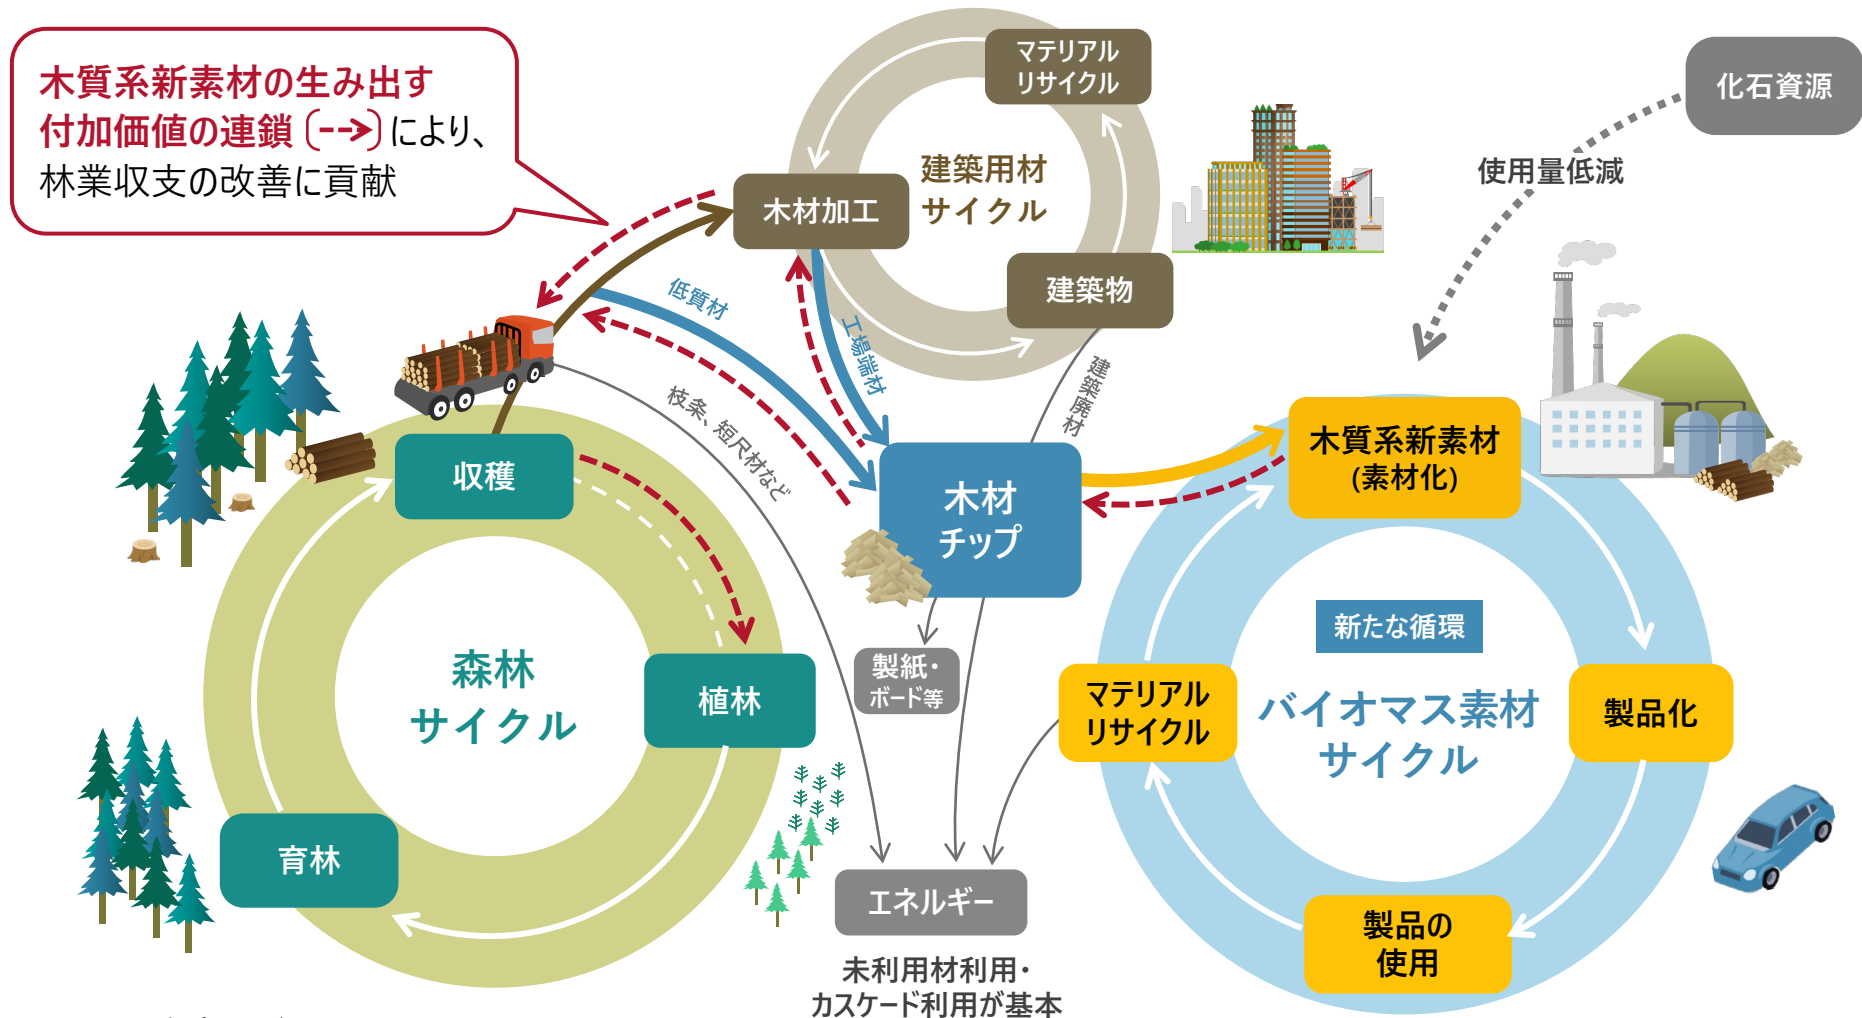 木質系新素材の生み出す
付加価値の連鎖（-->）により、
林業収支の改善に貢献
マテリアル
リサイクル
建築用材
サイクル
木材加工
建築物
化石資源
使用量低減
低質材
工場端材
枝条、短尺材など
建築廃材
収穫
森林
サイクル
植林
育林
木材
チップ
製紙・
ボード等
エネルギー
未利用材利用・
カスケード利用が基本
木質系新素材
(素材化)
新たな循環
バイオマス素材
サイクル
マテリアル
リサイクル
製品化
製品の
使用